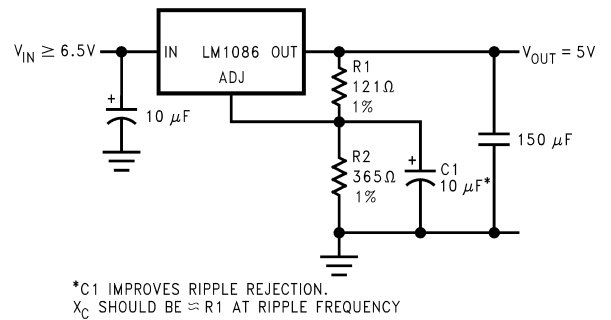 V_IN ≥ 6.5V
IN LM1086 OUT
ADJ
V_OUT = 5V
+
10 μF
R1
121Ω
1%
R2
365Ω
1%
+
C1
10 μF*
150 μF
*C1 IMPROVES RIPPLE REJECTION.
X_C SHOULD BE ≈ R1 AT RIPPLE FREQUENCY